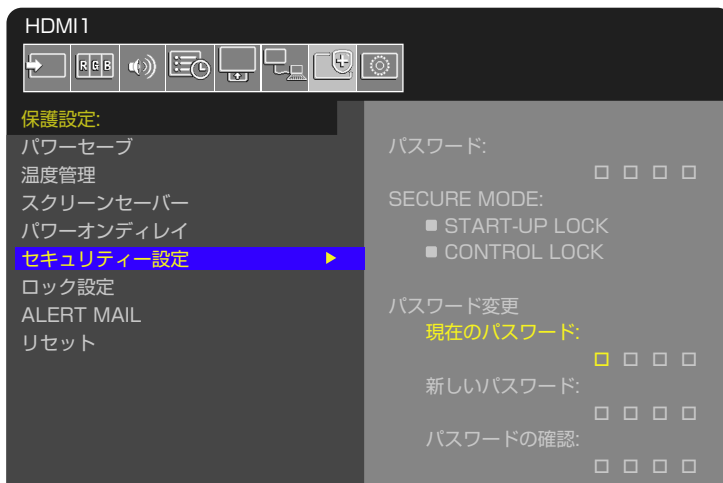 HDMI1
RGB
保護設定:
パワーセーブ
温度管理
スクリーンセーバー
パワーオンディレイ
セキュリティー設定
ロック設定
ALERT MAIL
リセット
パスワード:
SECURE MODE:
START-UP LOCK
CONTROL LOCK
パスワード変更
現在のパスワード:
新しいパスワード:
パスワードの確認: